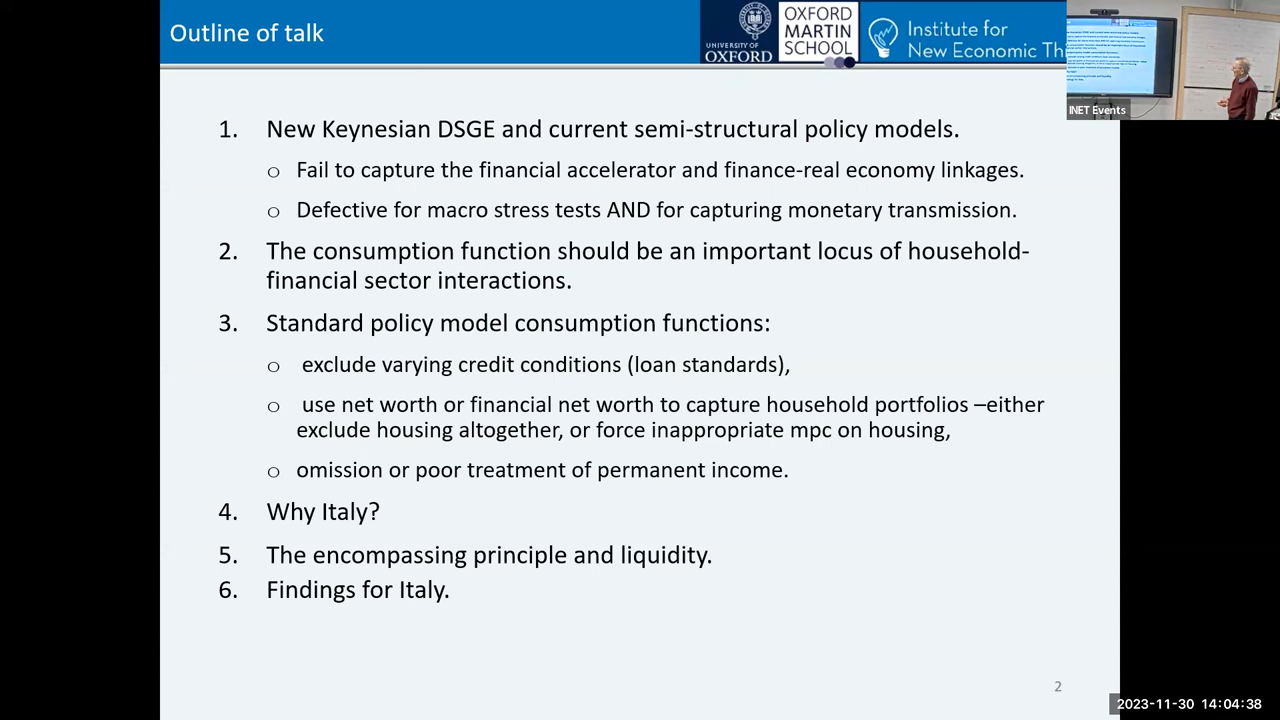 Outline of talk
UNIVERSITY OF
OXFORD
OXFORD
MARTIN
SCHOOL
Institute for
New Economic Th
INET Events
1. New Keynesian DSGE and current semi-structural policy models.
o Fail to capture the financial accelerator and finance-real economy linkages.
o Defective for macro stress tests AND for capturing monetary transmission.
2. The consumption function should be an important locus of household-
financial sector interactions.
3. Standard policy model consumption functions:
o exclude varying credit conditions (loan standards),
o use net worth or financial net worth to capture household portfolios –either
exclude housing altogether, or force inappropriate mpc on housing,
o omission or poor treatment of permanent income.
4. Why Italy?
5. The encompassing principle and liquidity.
6. Findings for Italy.
2
2023-11-30 14:04:38